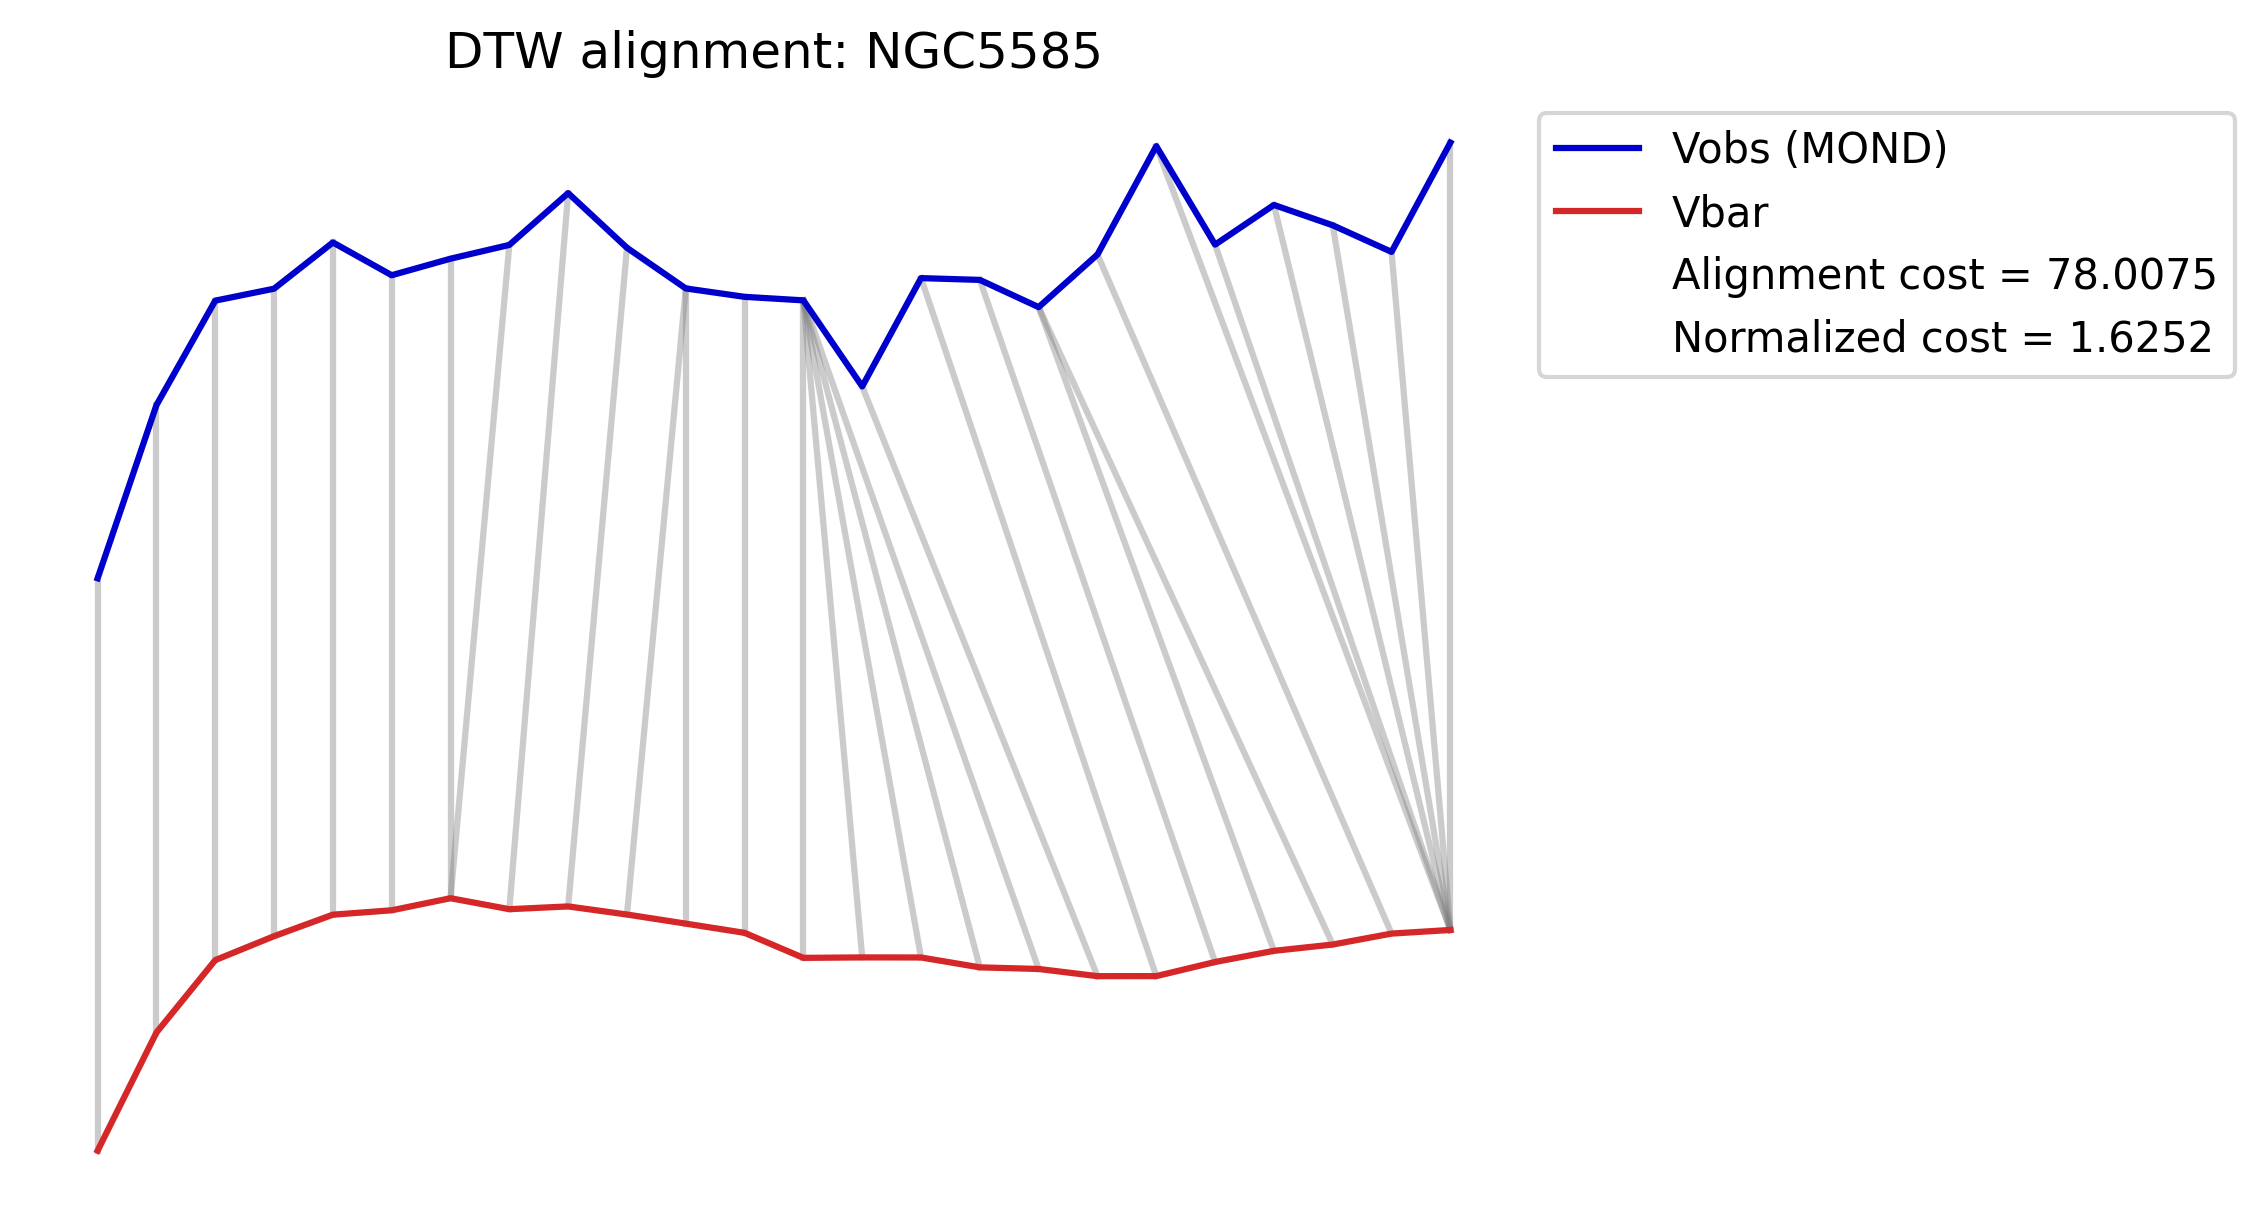 DTW alignment: NGC5585
Vobs (MOND)
Vbar
Alignment cost = 78.0075
Normalized cost = 1.6252